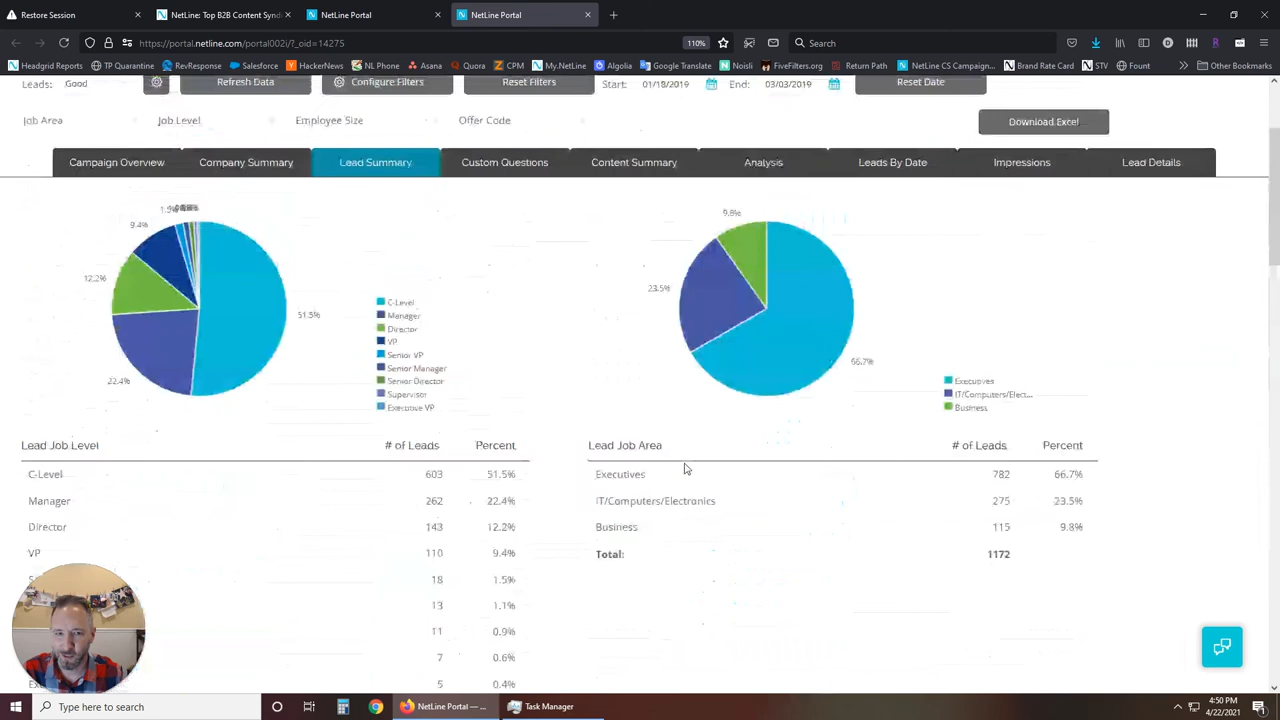 Restore Session
NetLine: Top B2B Content Synd
NetLine Portal
NetLine Portal
https://portal.netline.com/portal002i/?_oid=14275
110%
Search
Headgrid Reports
TP Quarantine
RevResponse
Salesforce
HackerNews
NL Phone
Asana
Quora
ZCPM
My.NetLine
Algolia
Google Translate
Noisli
FiveFilters.org
Return Path
NetLine CS Campaign...
Brand Rate Card
STV
Fount
Other Bookmarks
Leads: Good
Refresh Data
Configure Filters
Reset Filters
Start: 01/18/2019
End: 03/03/2019
Reset Date
Job Area
Job Level
Employee Size
Offer Code
Download Excel
Campaign Overview
Company Summary
Lead Summary
Custom Questions
Content Summary
Analysis
Leads By Date
Impressions
Lead Details
9.4%
12.2%
22.4%
51.5%
C-Level
Manager
Director
VP
Senior VP
Senior Manager
Senior Director
Supervisor
Executive VP
9.8%
23.5%
66.7%
Executives
IT/Computers/Elect...
Business
Lead Job Level # of Leads Percent
C-Level 603 51.5%
Manager 262 22.4%
Director 143 12.2%
VP 110 9.4%
18 1.5%
13 1.1%
11 0.9%
7 0.6%
5 0.4%
Lead Job Area # of Leads Percent
Executives 782 66.7%
IT/Computers/Electronics 275 23.5%
Business 115 9.8%
Total: 1172
Type here to search
NetLine Portal — ...
Task Manager
4:50 PM
4/22/2021